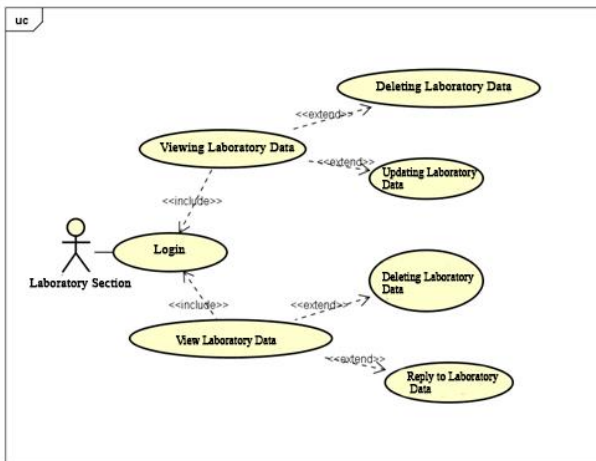 uc
Deleting Laboratory Data
<<extend>>
Viewing Laboratory Data
<<extend>>
Updating Laboratory
Data
<<include>>
Login
Laboratory Section
Deleting Laboratory
Data
<<include>>
<<extend>>
View Laboratory Data
<<extend>>
Reply to Laboratory
Data